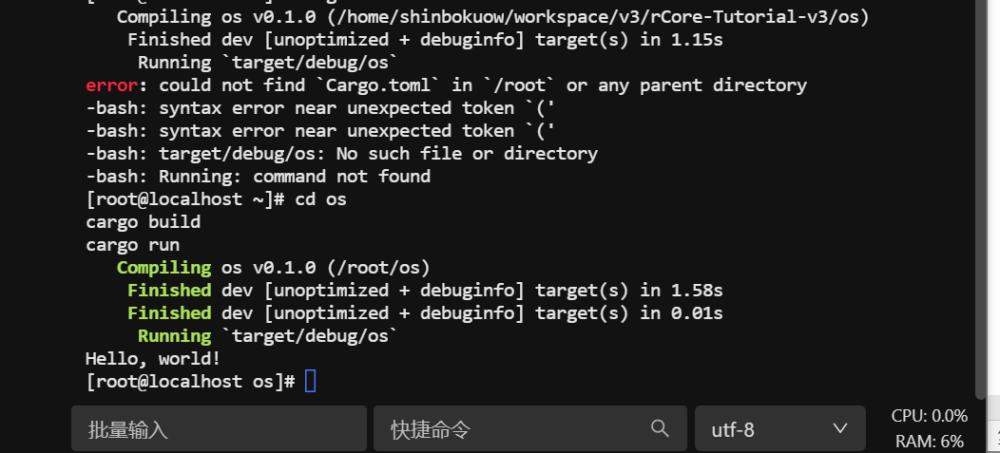 Compiling os v0.1.0 (/home/shinbokuow/workspace/v3/rCore-Tutorial-v3/os)
Finished dev [unoptimized + debuginfo] target(s) in 1.15s
Running `target/debug/os`
error: could not find `Cargo.toml` in `/root` or any parent directory
-bash: syntax error near unexpected token `('
-bash: syntax error near unexpected token `('
-bash: target/debug/os: No such file or directory
-bash: Running: command not found
[root@localhost ~]# cd os
cargo build
cargo run
Compiling os v0.1.0 (/root/os)
Finished dev [unoptimized + debuginfo] target(s) in 1.58s
Finished dev [unoptimized + debuginfo] target(s) in 0.01s
Running `target/debug/os`
Hello, world!
[root@localhost os]#
批量输入
快捷命令
utf-8
CPU: 0.0%
RAM: 6%